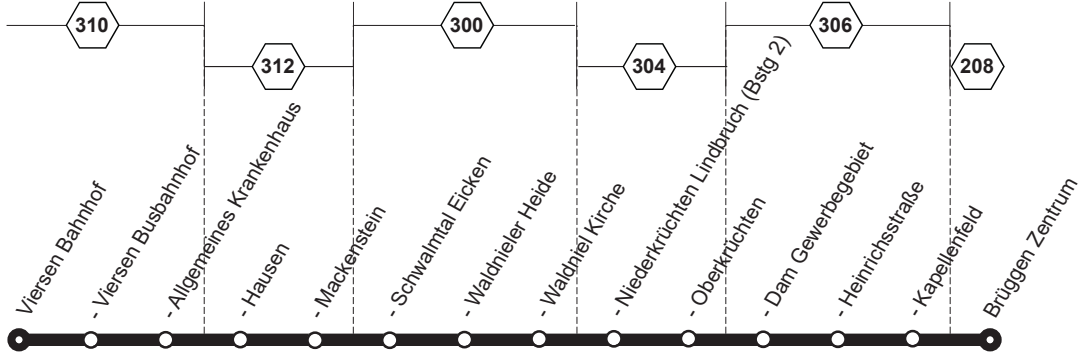 310
312
300
304
306
208
Viersen Bahnhof
- Viersen Busbahnhof
- Allgemeines Krankenhaus
- Hausen
- Mackenstein
- Schwalmtal Eicken
- Waldnieler Heide
- Waldniel Kirche
- Niederkrüchten Lindbruch (Bstg 2)
- Oberkrüchten
- Dam Gewerbegebiet
- Heinrichsstraße
- Kapellenfeld
Brüggen Zentrum